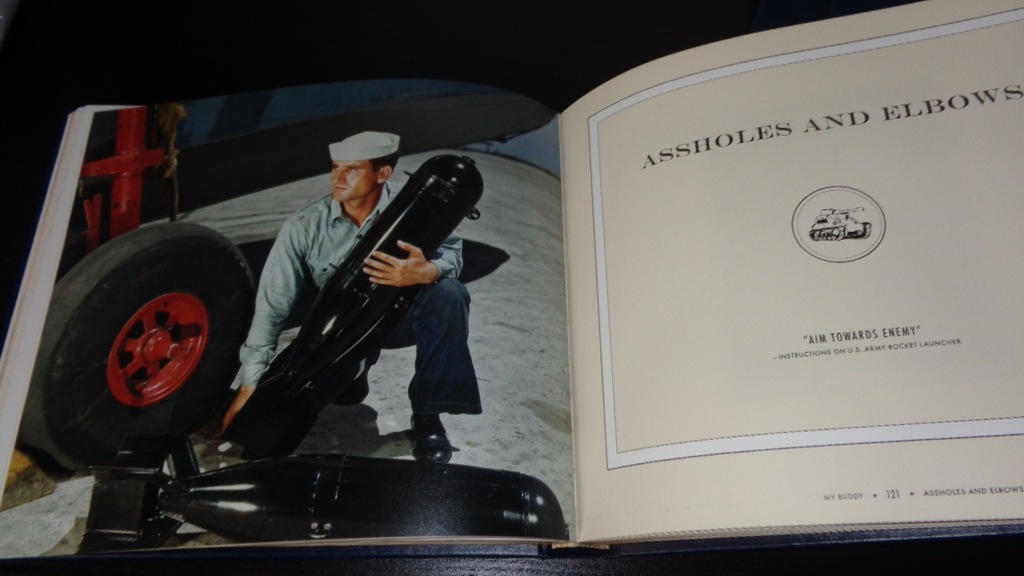 ASSHOLES AND ELBOWS
"AIM TOWARDS ENEMY"
—INSTRUCTIONS ON U.S. ARMY ROCKET LAUNCHER
MY BUDDY ★ 121 ★ ASSHOLES AND ELBOWS